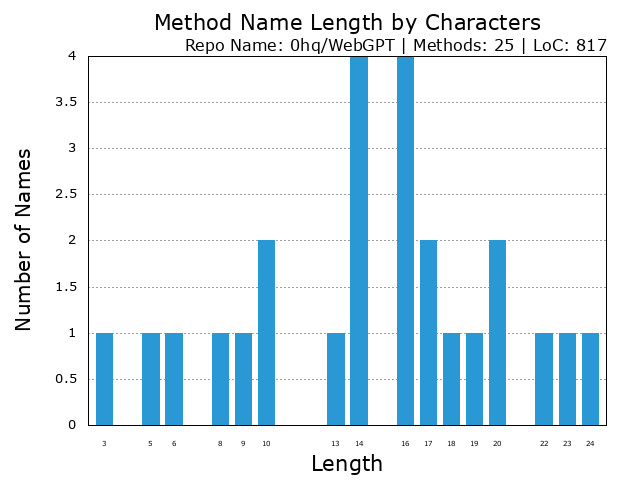 Method Name Length by Characters
Repo Name: 0hq/WebGPT | Methods: 25 | LoC: 817
4
3.5
3
2.5
2
1.5
1
0.5
0
Number of Names
3 5 6 8 9 10 13 14 16 17 18 19 20 22 23 24
Length